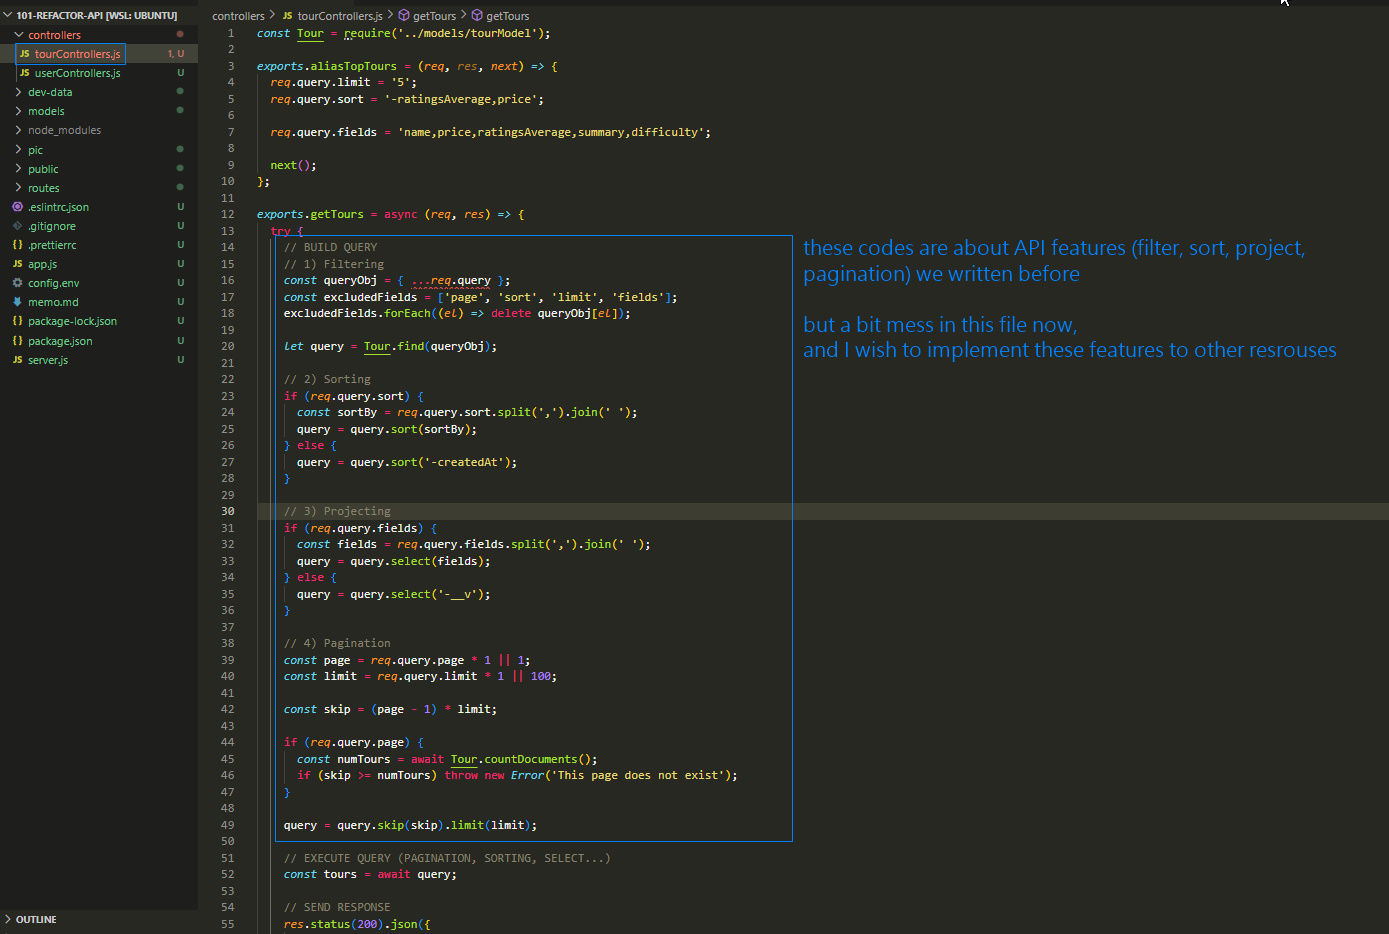 101-REFACTOR-API [WSL: UBUNTU]
controllers
JS tourControllers.js 1, U
JS userControllers.js U
dev-data
models
node_modules
pic
public
routes
.eslintrc.json U
.gitignore U
{} .prettierrc U
JS app.js U
config.env U
memo.md U
{} package-lock.json U
{} package.json U
JS server.js U
OUTLINE
controllers > JS tourControllers.js > getTours > getTours
1 const Tour = require('../models/tourModel');
2
3 exports.aliasTopTours = (req, res, next) => {
4 req.query.limit = '5';
5 req.query.sort = '-ratingsAverage,price';
6
7 req.query.fields = 'name,price,ratingsAverage,summary,difficulty';
8
9 next();
10 };
11
12 exports.getTours = async (req, res) => {
13 try {
14 // BUILD QUERY
15 // 1) Filtering
16 const queryObj = { ...req.query };
17 const excludedFields = ['page', 'sort', 'limit', 'fields'];
18 excludedFields.forEach((el) => delete queryObj[el]);
19
20 let query = Tour.find(queryObj);
21
22 // 2) Sorting
23 if (req.query.sort) {
24 const sortBy = req.query.sort.split(',').join(' ');
25 query = query.sort(sortBy);
26 } else {
27 query = query.sort('-createdAt');
28 }
29
30 // 3) Projecting
31 if (req.query.fields) {
32 const fields = req.query.fields.split(',').join(' ');
33 query = query.select(fields);
34 } else {
35 query = query.select('-__v');
36 }
37
38 // 4) Pagination
39 const page = req.query.page * 1 || 1;
40 const limit = req.query.limit * 1 || 100;
41
42 const skip = (page - 1) * limit;
43
44 if (req.query.page) {
45 const numTours = await Tour.countDocuments();
46 if (skip >= numTours) throw new Error('This page does not exist');
47 }
48
49 query = query.skip(skip).limit(limit);
50
51 // EXECUTE QUERY (PAGINATION, SORTING, SELECT...)
52 const tours = await query;
53
54 // SEND RESPONSE
55 res.status(200).json({
these codes are about API features (filter, sort, project,
pagination) we written before
but a bit mess in this file now,
and I wish to implement these features to other resrouses